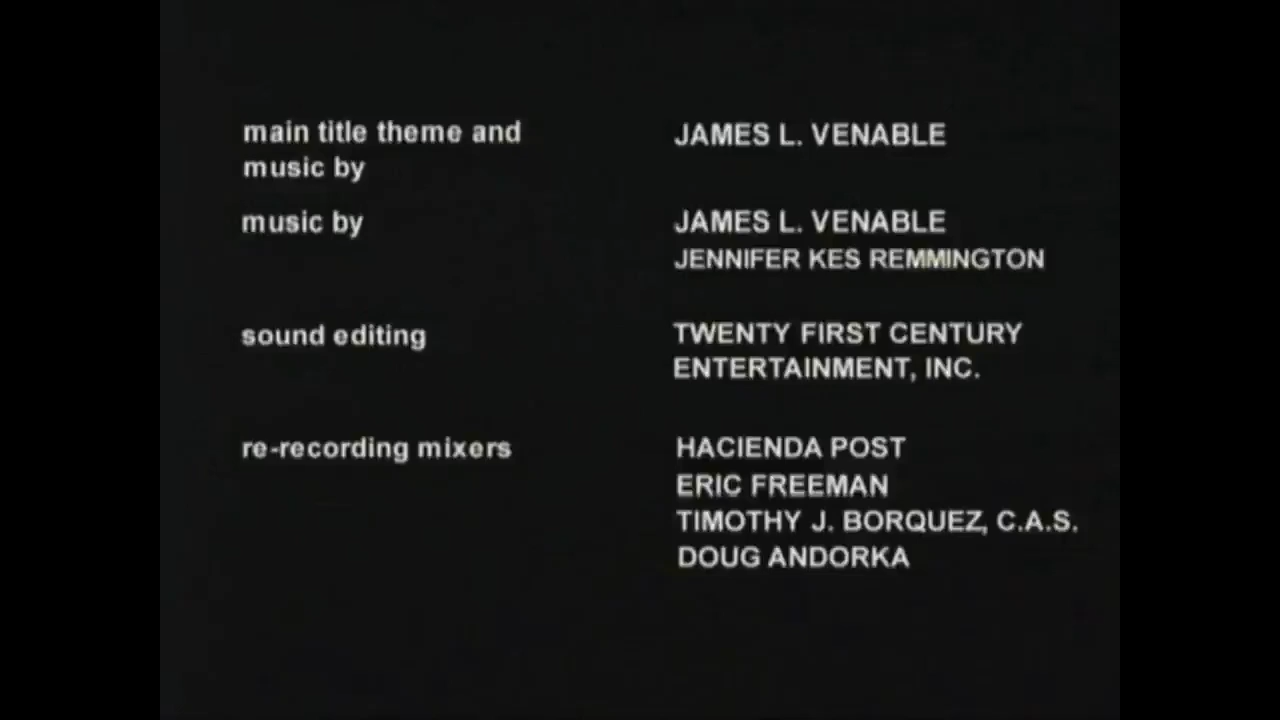 main title theme and JAMES L. VENABLE
music by
music by JAMES L. VENABLE
JENNIFER KES REMMINGTON
sound editing TWENTY FIRST CENTURY
ENTERTAINMENT, INC.
re-recording mixers HACIENDA POST
ERIC FREEMAN
TIMOTHY J. BORQUEZ, C.A.S.
DOUG ANDORKA